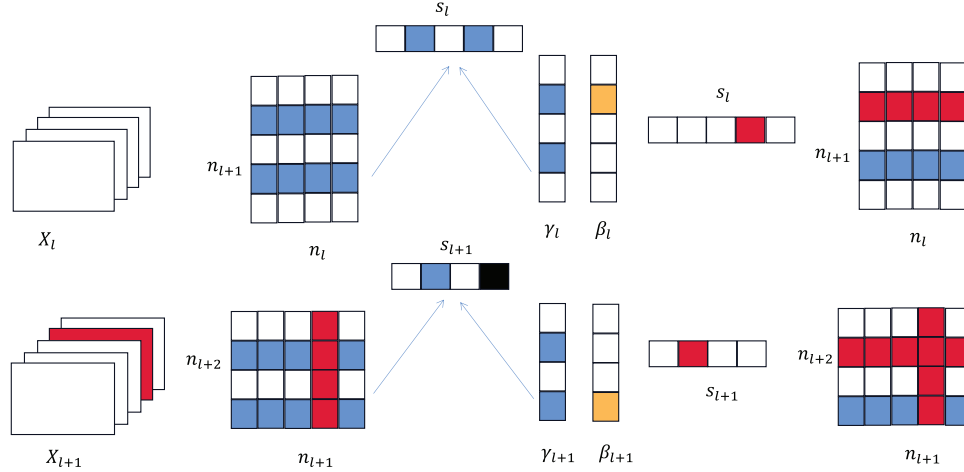 s_l
s_l
n_{l+1}
n_{l+1}
X_l
n_l
γ_l
β_l
n_l
s_{l+1}
n_{l+2}
n_{l+2}
s_{l+1}
X_{l+1}
n_{l+1}
γ_{l+1}
β_{l+1}
n_{l+1}